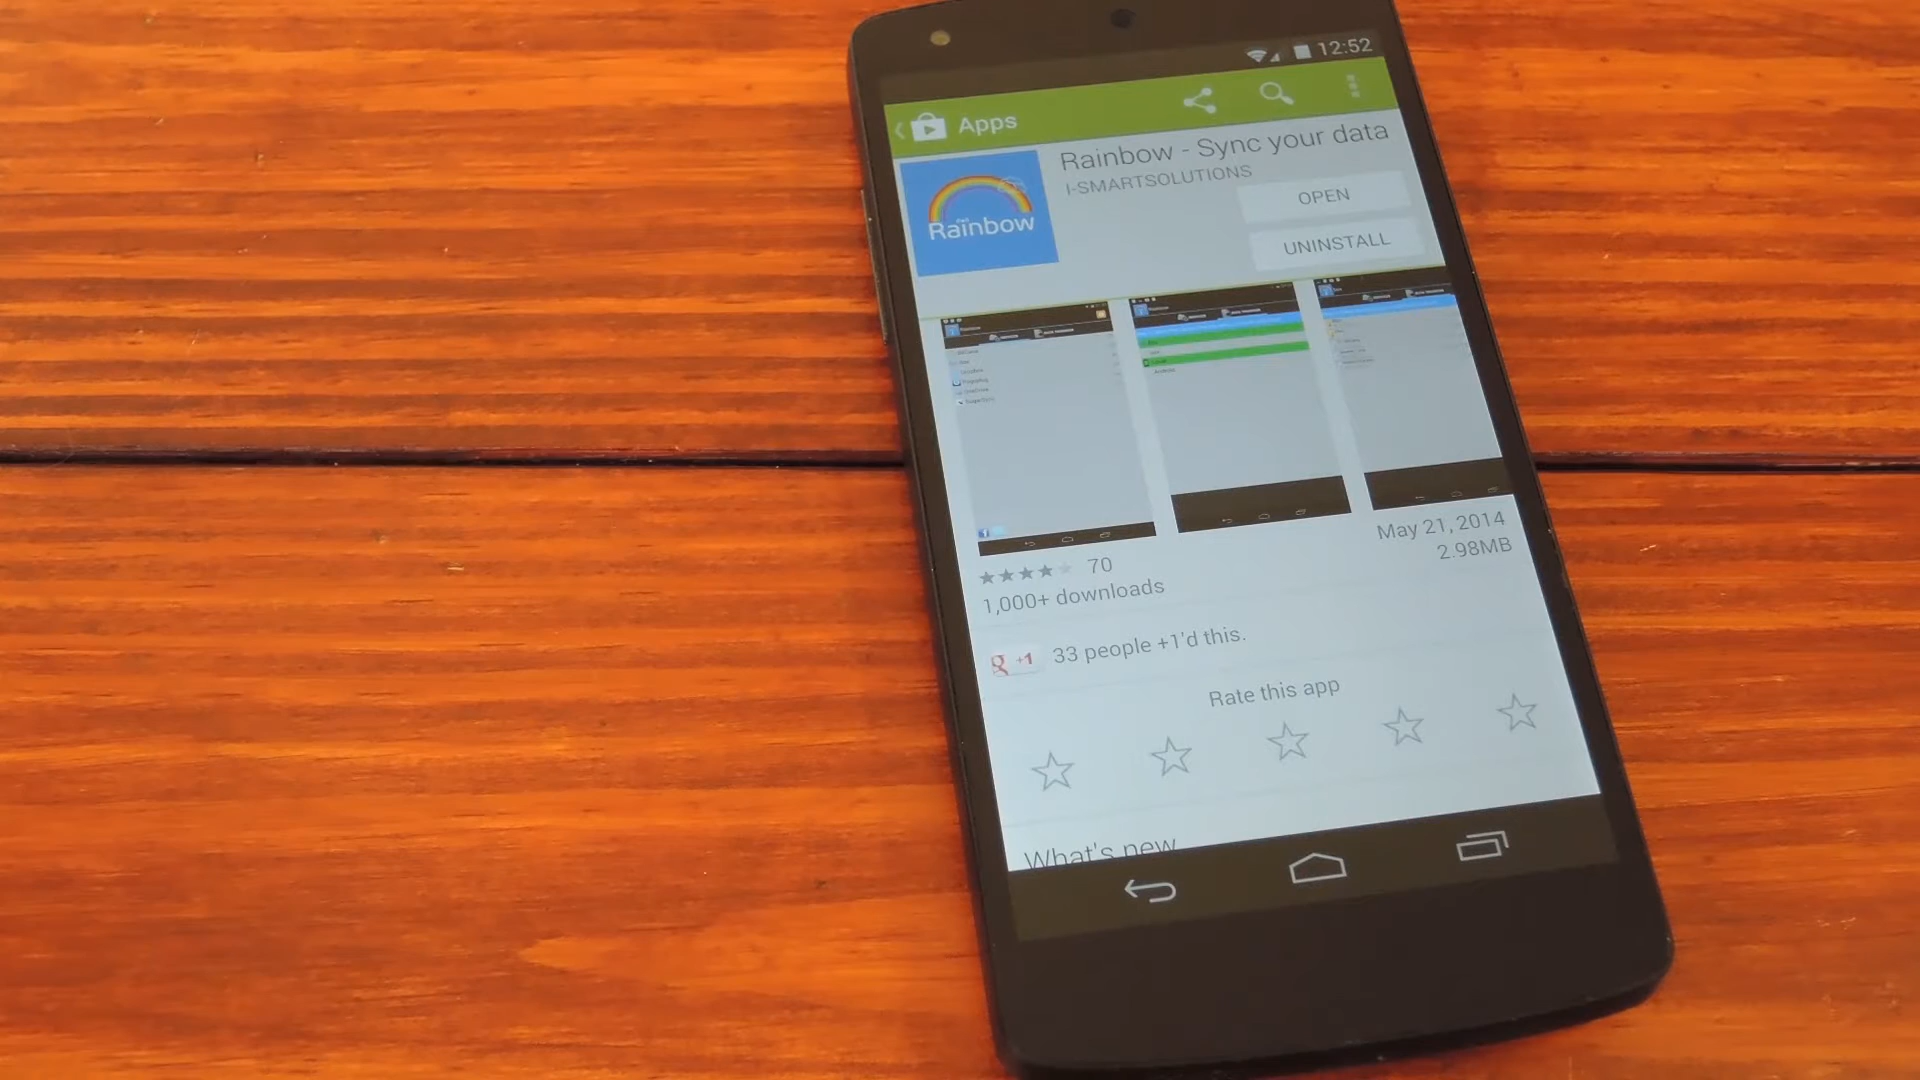 12:52
Apps
Rainbow - Sync your data
I-SMARTSOLUTIONS
Rainbow
OPEN
UNINSTALL
May 21, 2014
70
2.98MB
1,000+ downloads
g +1
33 people +1'd this.
Rate this app
What's new